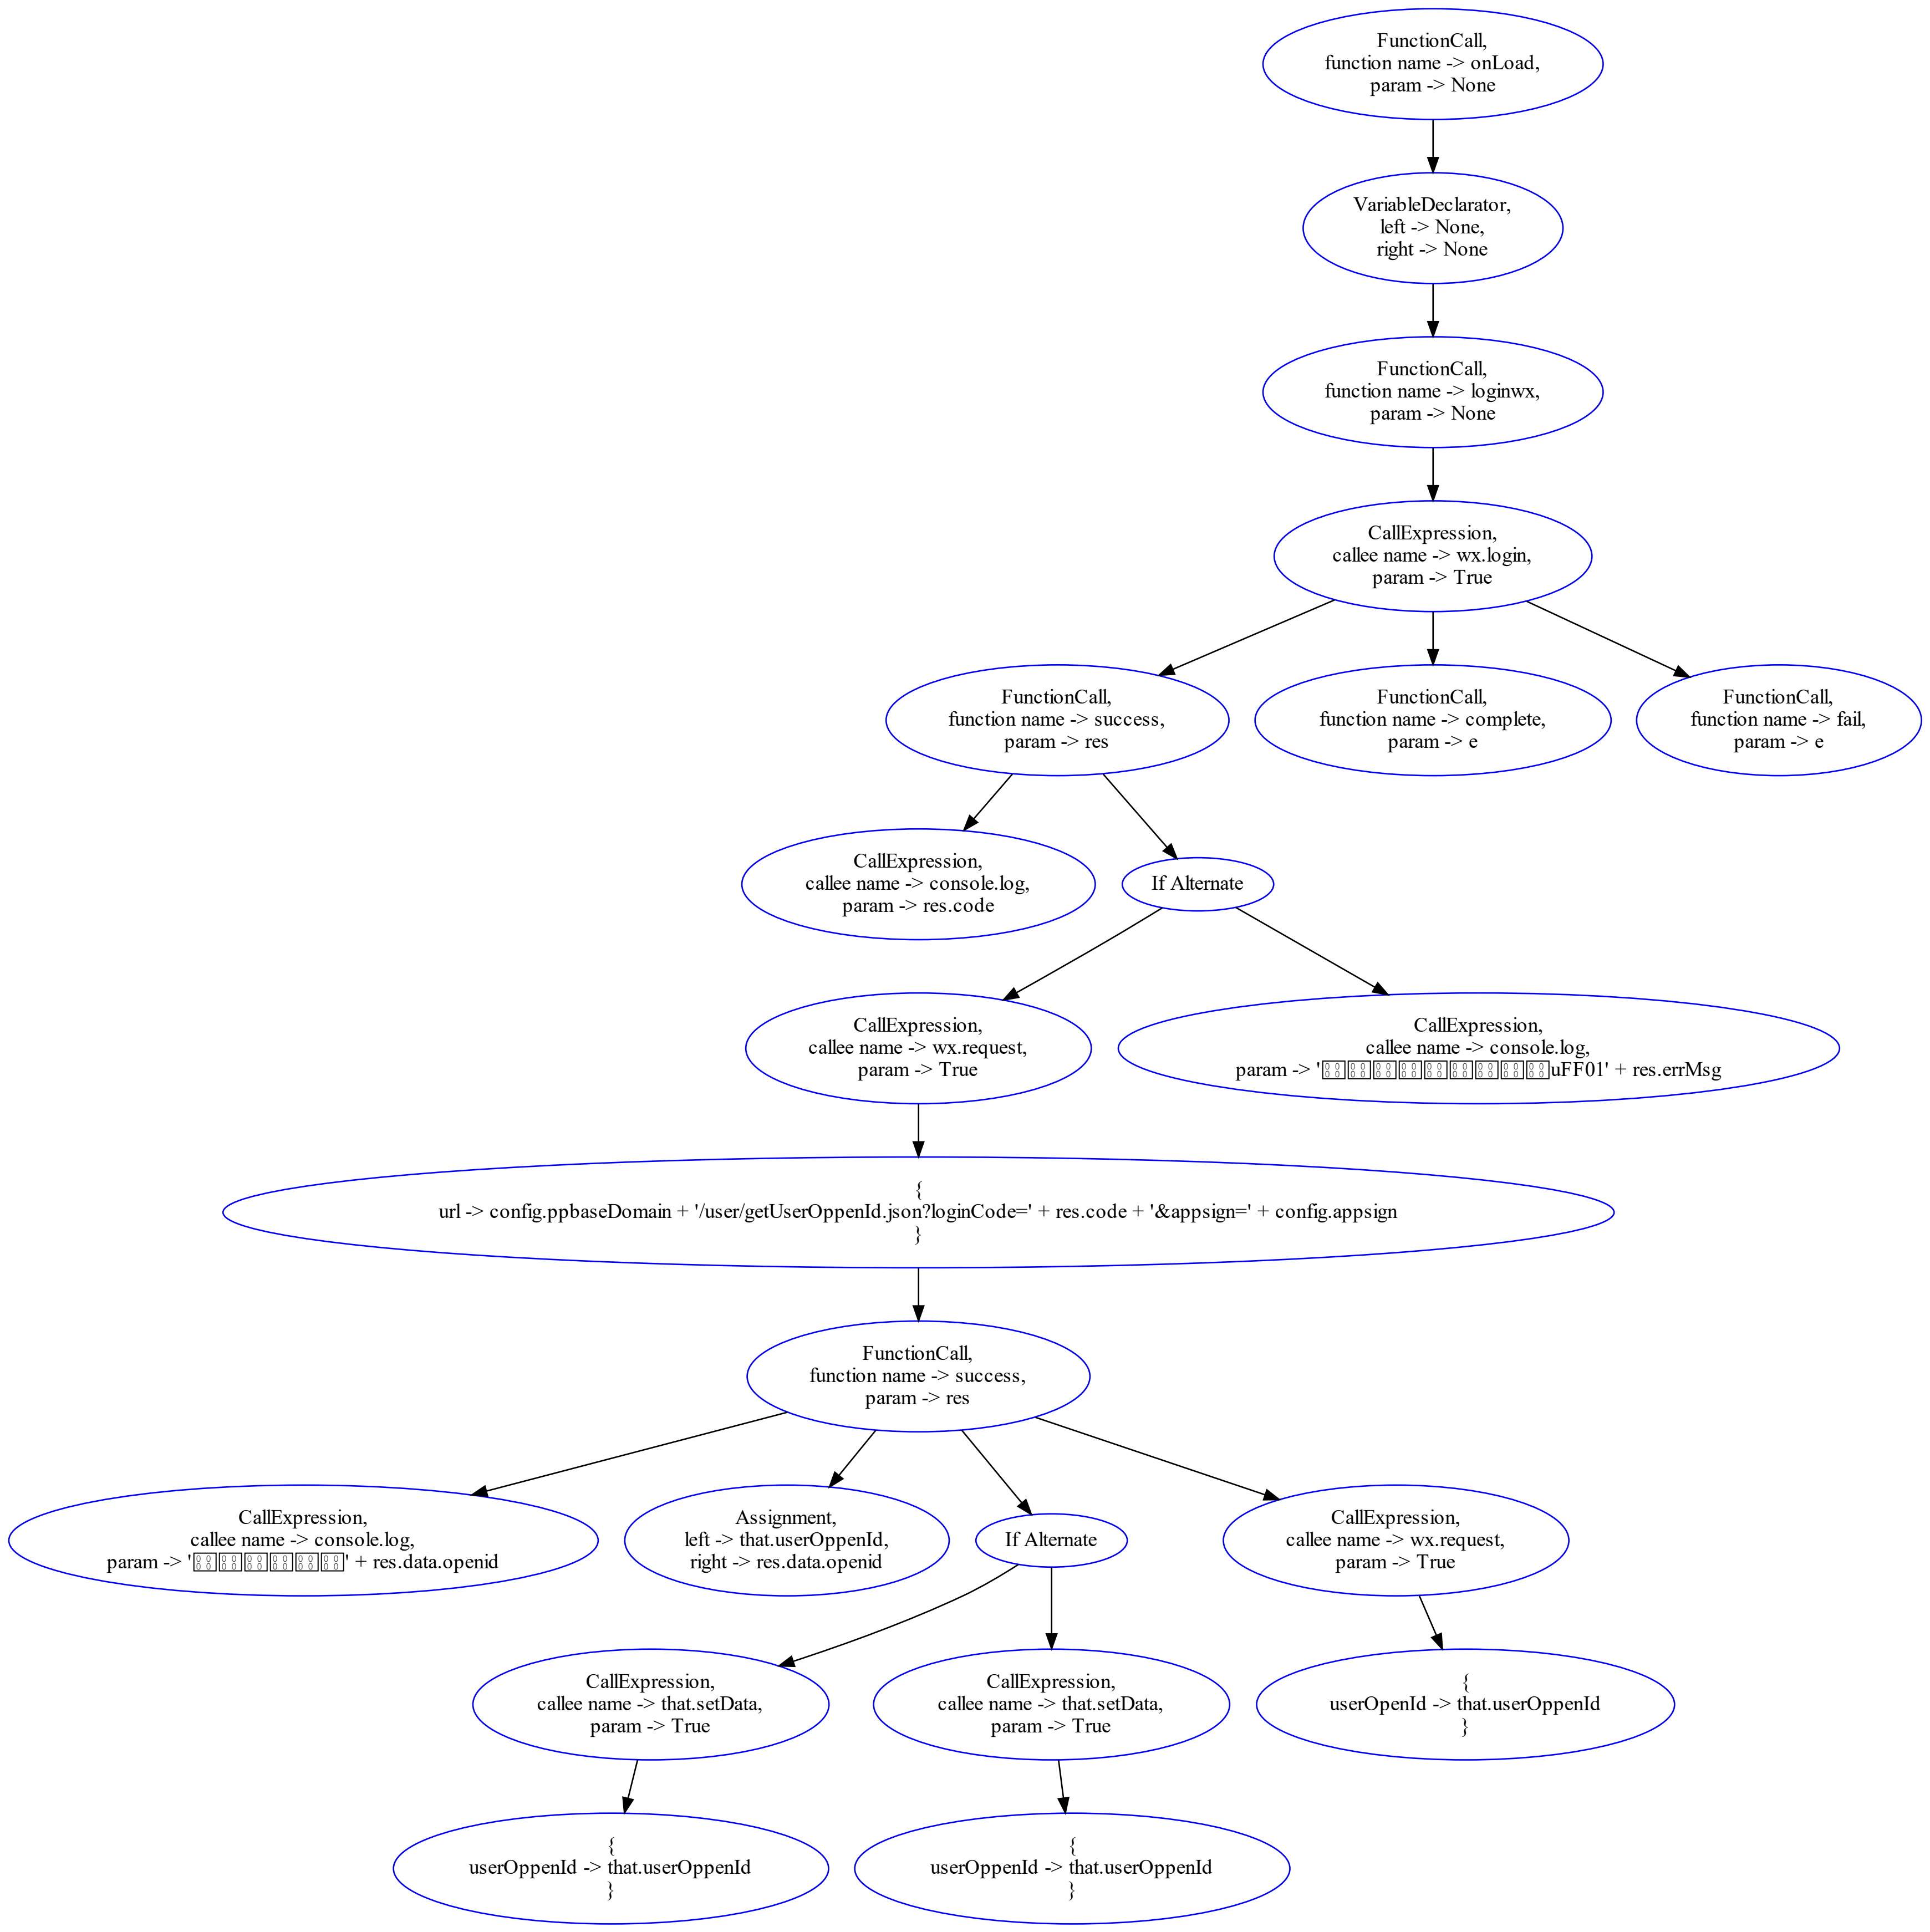 FunctionCall,
function name -> onLoad,
param -> None
VariableDeclarator,
left -> None,
right -> None
FunctionCall,
function name -> loginwx,
param -> None
CallExpression,
callee name -> wx.login,
param -> True
FunctionCall,
function name -> success,
param -> res
FunctionCall,
function name -> complete,
param -> e
FunctionCall,
function name -> fail,
param -> e
CallExpression,
callee name -> console.log,
param -> res.code
If Alternate
CallExpression,
callee name -> wx.request,
param -> True
CallExpression,
callee name -> console.log,
param -> 'uFF01' + res.errMsg
{
url -> config.ppbaseDomain + '/user/getUserOppenId.json?loginCode=' + res.code + '&appsign=' + config.appsign
}
FunctionCall,
function name -> success,
param -> res
CallExpression,
callee name -> console.log,
param -> '' + res.data.openid
Assignment,
left -> that.userOppenId,
right -> res.data.openid
If Alternate
CallExpression,
callee name -> wx.request,
param -> True
CallExpression,
callee name -> that.setData,
param -> True
CallExpression,
callee name -> that.setData,
param -> True
{
userOpenId -> that.userOppenId
}
{
userOppenId -> that.userOppenId
}
{
userOppenId -> that.userOppenId
}